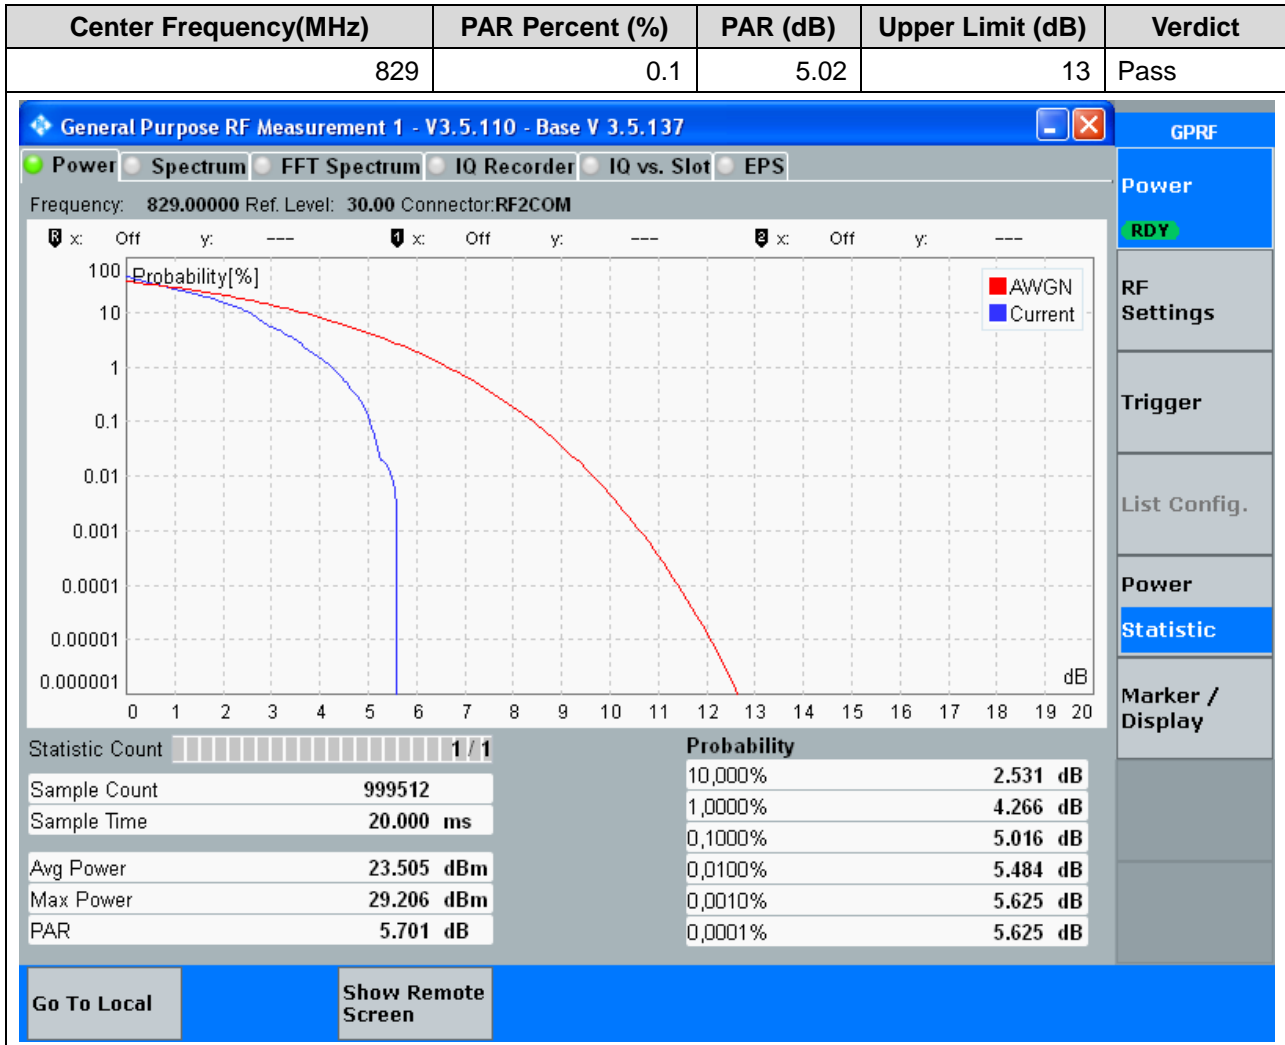 Center Frequency(MHz) PAR Percent (%) PAR (dB) Upper Limit (dB) Verdict
829 0.1 5.02 13 Pass
General Purpose RF Measurement 1 - V3.5.110 - Base V 3.5.137
GPRF
Power Spectrum FFT Spectrum IQ Recorder IQ vs. Slot EPS
Power
RDY
Frequency: 829.00000 Ref. Level: 30.00 Connector:RF2COM
R x: Off y: --- 1 x: Off y: --- 2 x: Off y: ---
Probability[%]
AWGN
Current
100
10
1
0.1
0.01
0.001
0.0001
0.00001
0.000001
dB
0 1 2 3 4 5 6 7 8 9 10 11 12 13 14 15 16 17 18 19 20
RF
Settings
Trigger
List Config.
Power
Statistic
Marker /
Display
Statistic Count 1 / 1
Sample Count 999512
Sample Time 20.000 ms
Avg Power 23.505 dBm
Max Power 29.206 dBm
PAR 5.701 dB
Probability
10,000% 2.531 dB
1,0000% 4.266 dB
0,1000% 5.016 dB
0,0100% 5.484 dB
0,0010% 5.625 dB
0,0001% 5.625 dB
Go To Local
Show Remote
Screen